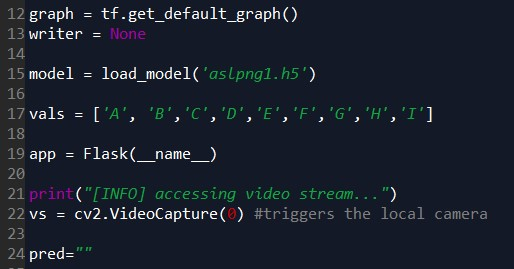 12 graph = tf.get_default_graph()
13 writer = None
14
15 model = load_model('aslpng1.h5')
16
17 vals = ['A', 'B','C','D','E','F','G','H','I']
18
19 app = Flask(__name__)
20
21 print("[INFO] accessing video stream...")
22 vs = cv2.VideoCapture(0) #triggers the local camera
23
24 pred=""